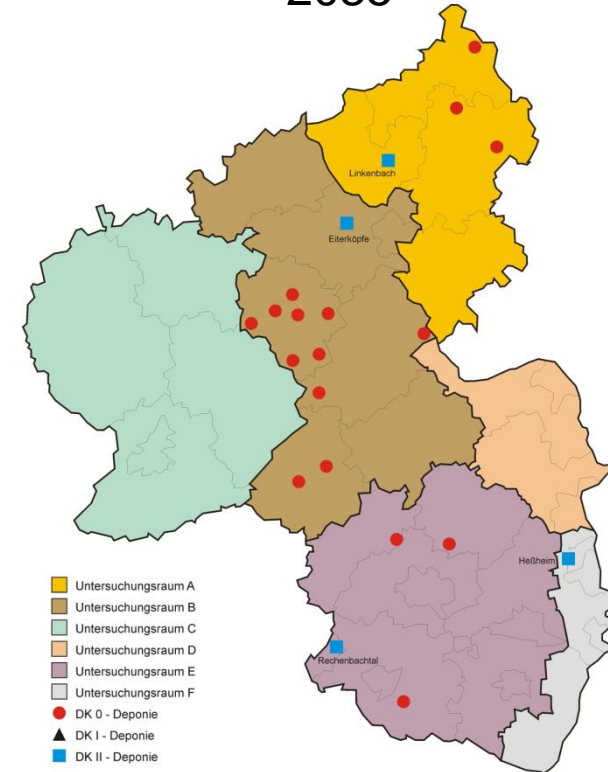 Linkenbach
Eiterköpfe
Heßheim
Rechenbachtal
Untersuchungsraum A
Untersuchungsraum B
Untersuchungsraum C
Untersuchungsraum D
Untersuchungsraum E
Untersuchungsraum F
DK 0 - Deponie
DK I - Deponie
DK II - Deponie